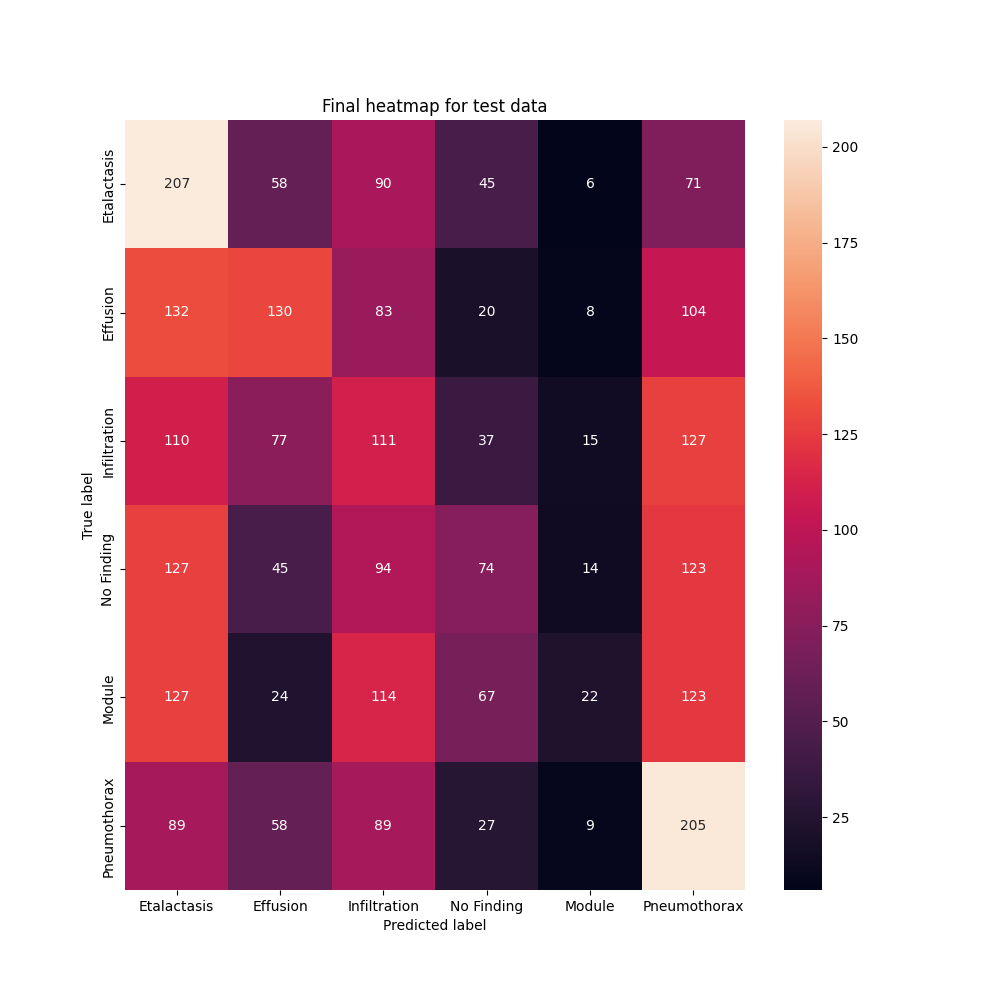 Final heatmap for test data
Etalactasis 207 58 90 45 6 71
Effusion 132 130 83 20 8 104
Infiltration 110 77 111 37 15 127
No Finding 127 45 94 74 14 123
Module 127 24 114 67 22 123
Pneumothorax 89 58 89 27 9 205
True label
Etalactasis Effusion Infiltration No Finding Module Pneumothorax
Predicted label
200
175
150
125
100
75
50
25